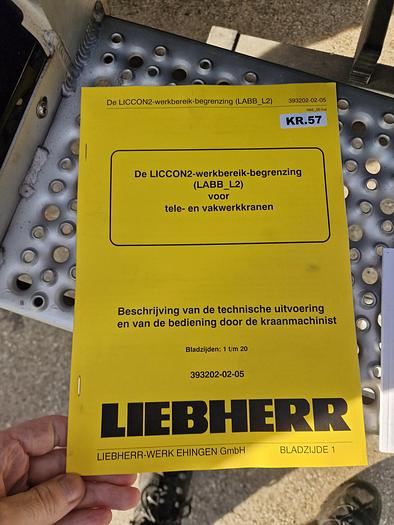 De LICCON2-werkbereik-begrenzing (LABB_L2) 393202-02-05
KR.57
De LICCON2-werkbereik-begrenzing
(LABB_L2)
voor
tele- en vakwerkkranen
Beschrijving van de technische uitvoering
en van de bediening door de kraanmachinist
Bladzijden: 1 t/m 20
393202-02-05
LIEBHERR
LIEBHERR-WERK EHINGEN GmbH BLADZIJDE 1